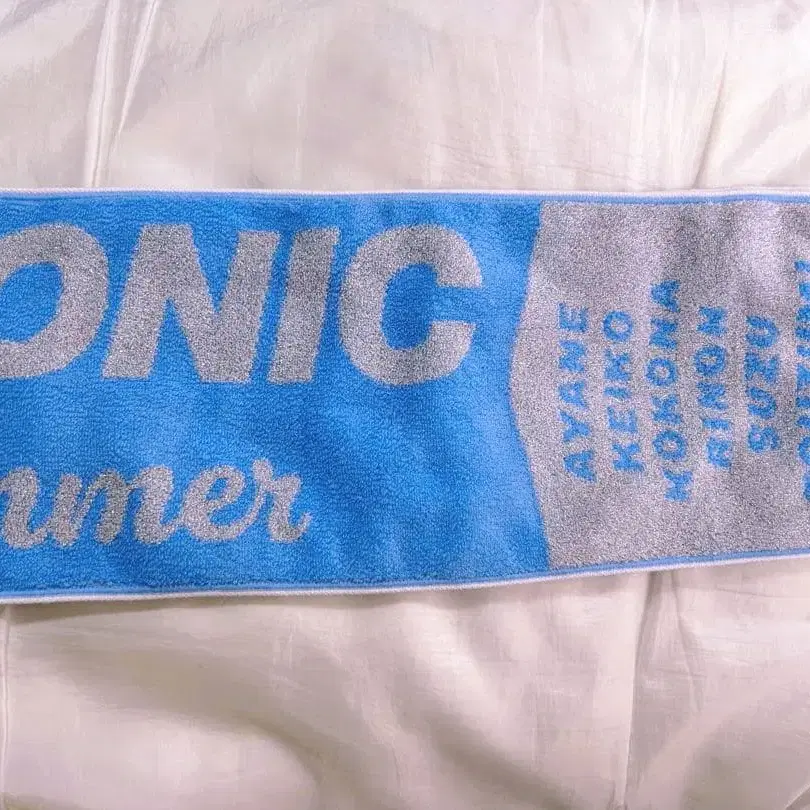 ONIC
mmer
AYANE
KEIKO
KOKONA
RINON
SUZU